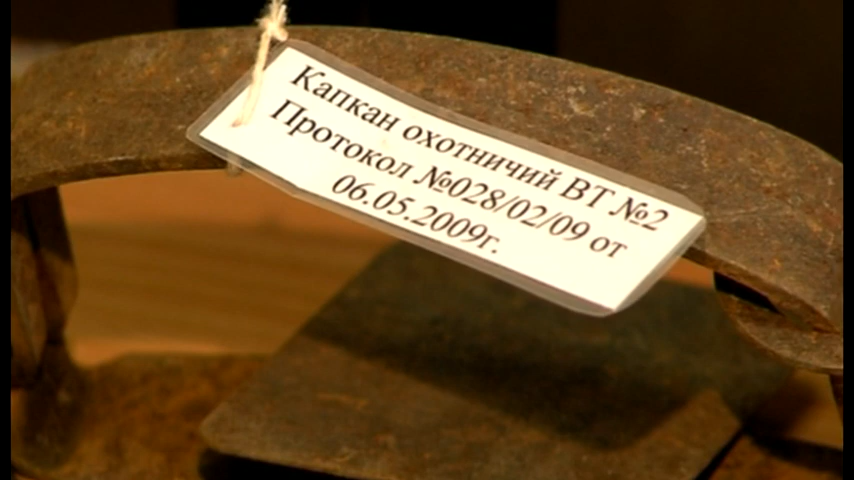 Капкан охотничий ВТ №2
Протокол №028/02/09 от
06.05.2009г.